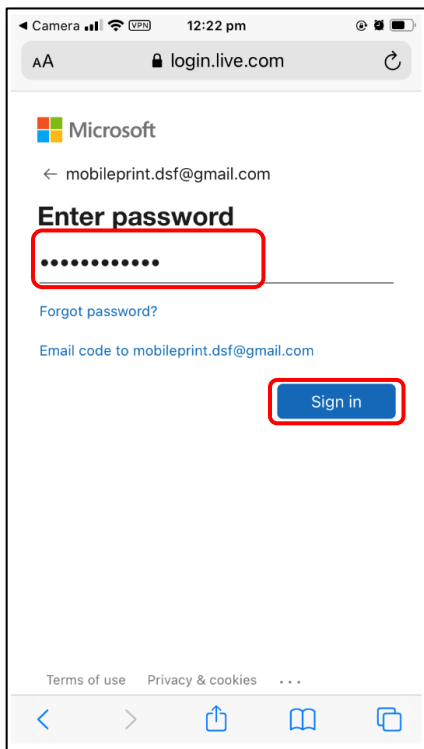 Camera VPN 12:22 pm
AA login.live.com
Microsoft
mobileprint.dsf@gmail.com
Enter password
••••••••••••
Forgot password?
Email code to mobileprint.dsf@gmail.com
Sign in
Terms of use Privacy & cookies ...